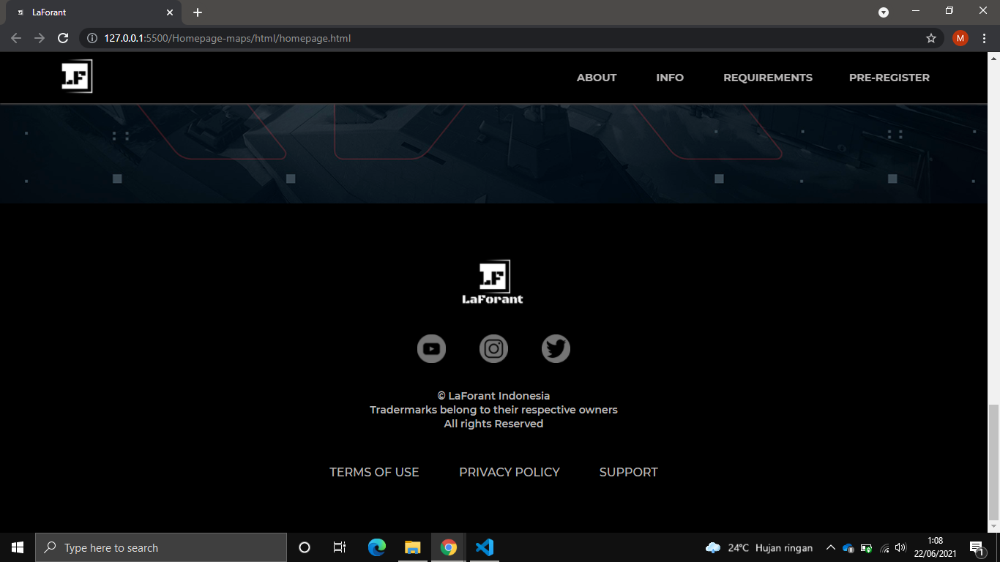 LaForant
127.0.0.1:5500/Homepage-maps/html/homepage.html
M
LF
ABOUT INFO REQUIREMENTS PRE-REGISTER
LF
LaForant
© LaForant Indonesia
Tradermarks belong to their respective owners
All rights Reserved
TERMS OF USE PRIVACY POLICY SUPPORT
Type here to search
24°C Hujan ringan
1:08
22/06/2021
1